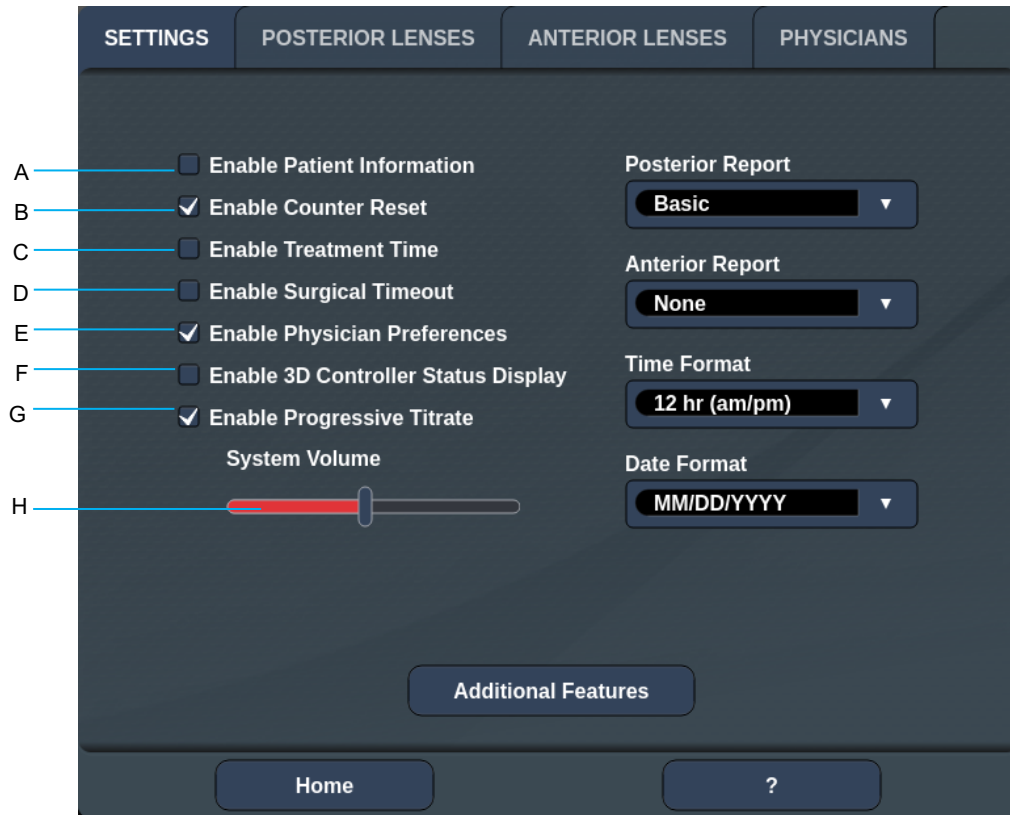 SETTINGS POSTERIOR LENSES ANTERIOR LENSES PHYSICIANS
A Enable Patient Information
B Enable Counter Reset
C Enable Treatment Time
D Enable Surgical Timeout
E Enable Physician Preferences
F Enable 3D Controller Status Display
G Enable Progressive Titrate
System Volume
H
Posterior Report
Basic
Anterior Report
None
Time Format
12 hr (am/pm)
Date Format
MM/DD/YYYY
Additional Features
Home ?